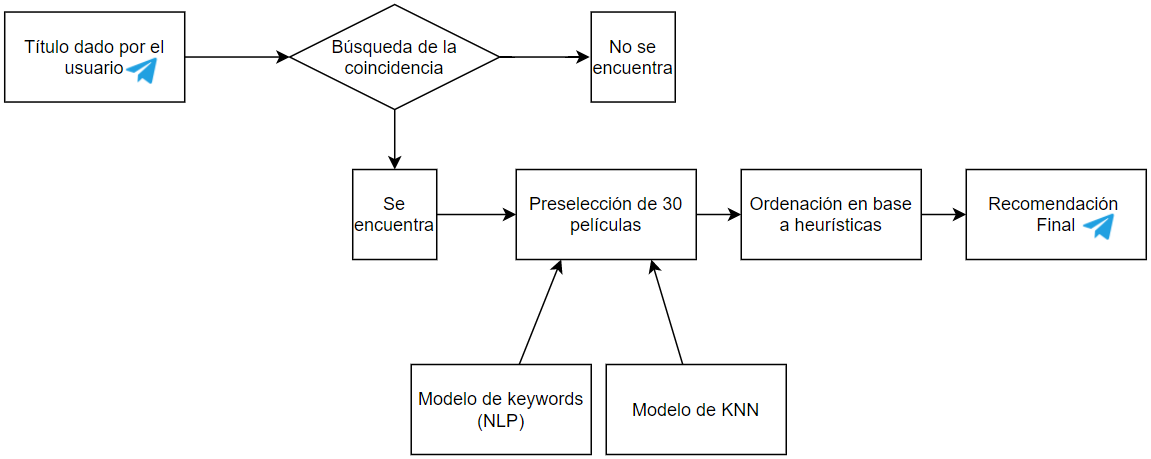 Título dado por el
usuario
Búsqueda de la
coincidencia
No se
encuentra
Se
encuentra
Preselección de 30
películas
Ordenación en base
a heurísticas
Recomendación
Final
Modelo de keywords
(NLP)
Modelo de KNN